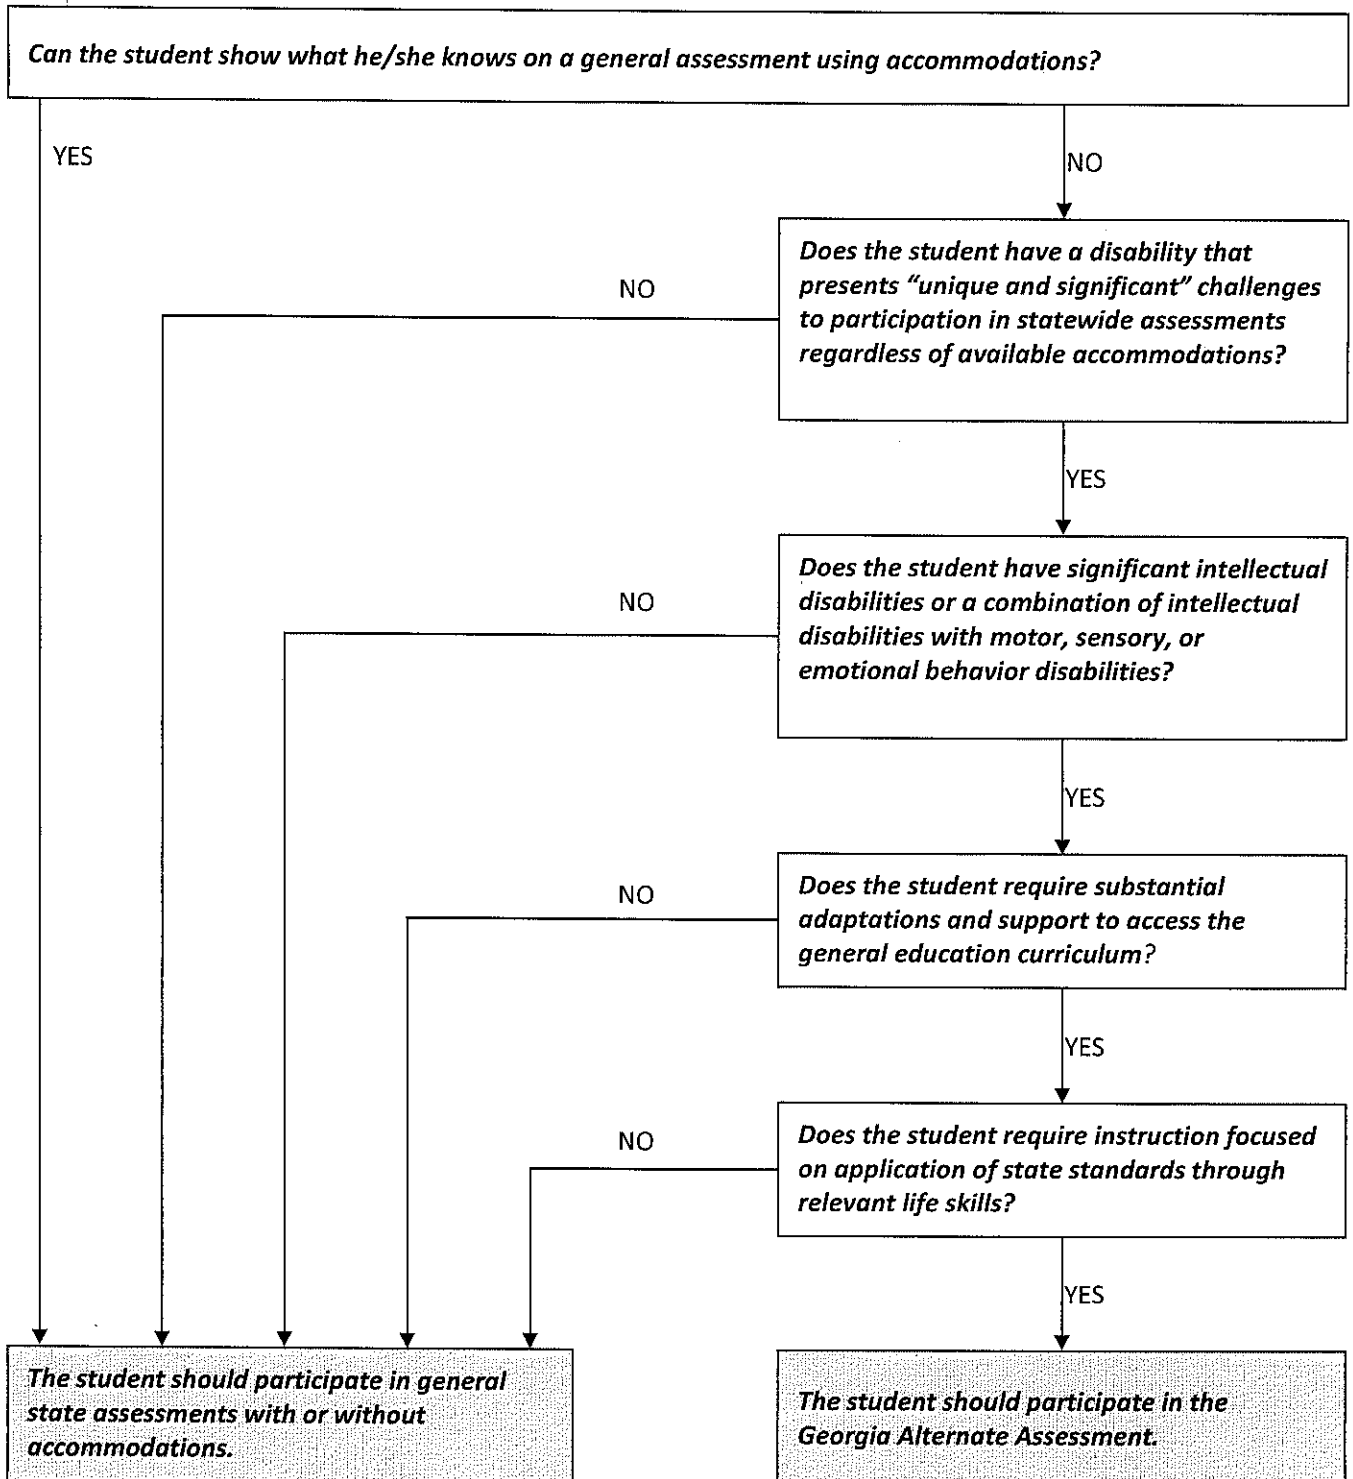 Can the student show what he/she knows on a general assessment using accommodations?
YES
NO
Does the student have a disability that
presents “unique and significant” challenges
to participation in statewide assessments
regardless of available accommodations?
NO
YES
Does the student have significant intellectual
disabilities or a combination of intellectual
disabilities with motor, sensory, or
emotional behavior disabilities?
NO
YES
Does the student require substantial
adaptations and support to access the
general education curriculum?
NO
YES
Does the student require instruction focused
on application of state standards through
relevant life skills?
NO
YES
The student should participate in general
state assessments with or without
accommodations.
The student should participate in the
Georgia Alternate Assessment.